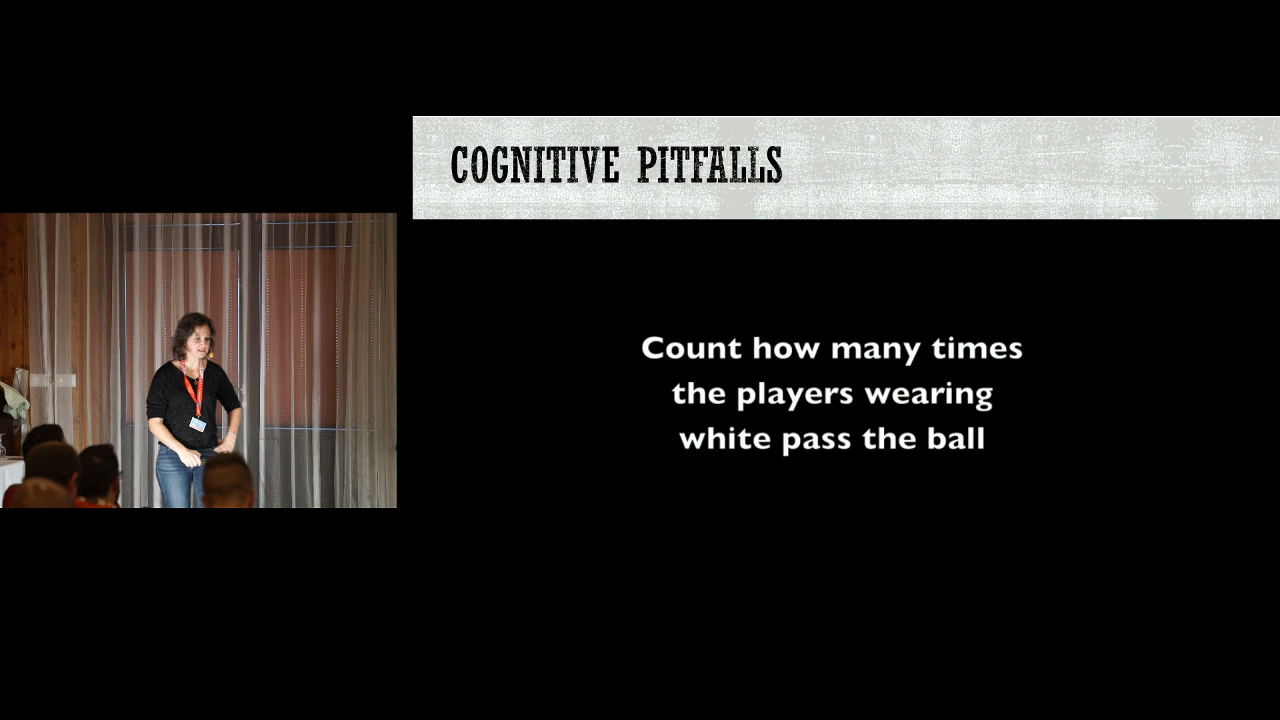 COGNITIVE PITFALLS
Count how many times
the players wearing
white pass the ball